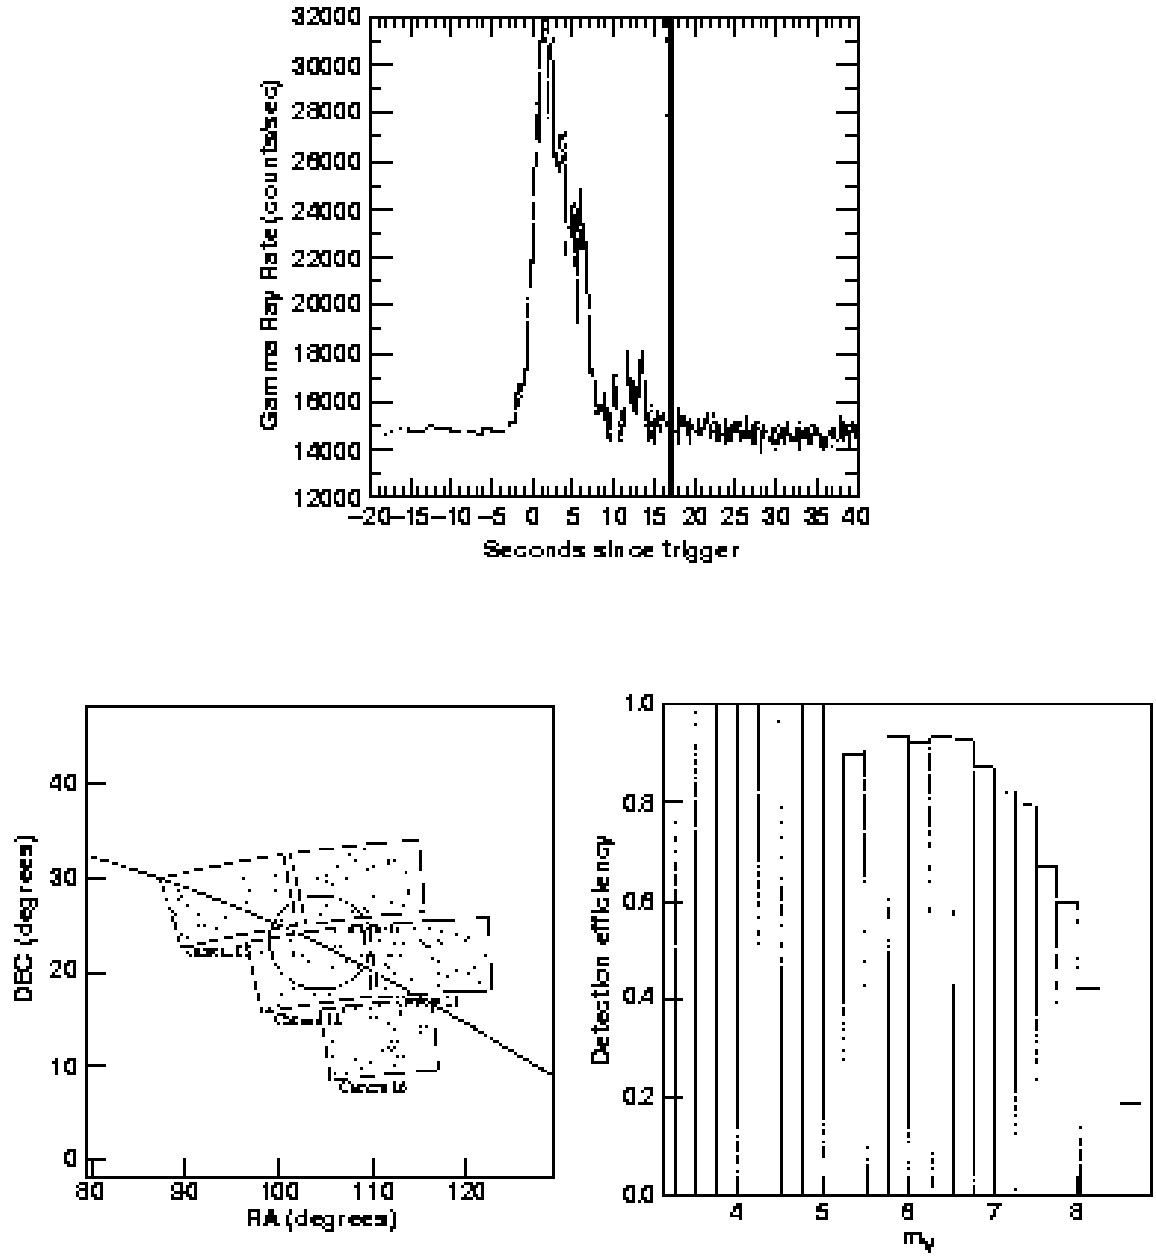 32000
30000
28000
26000
24000
22000
20000
18000
16000
14000
12000
Gamma Ray Rate(counts/sec)
−20 −15 −10 −5 0 5 10 15 20 25 30 35 40
Seconds since trigger
40
30
20
10
0
DEC (degrees)
80 90 100 110 120
RA (degrees)
1.0
0.8
0.6
0.4
0.2
0.0
Detection efficiency
4 5 6 7 8
mv